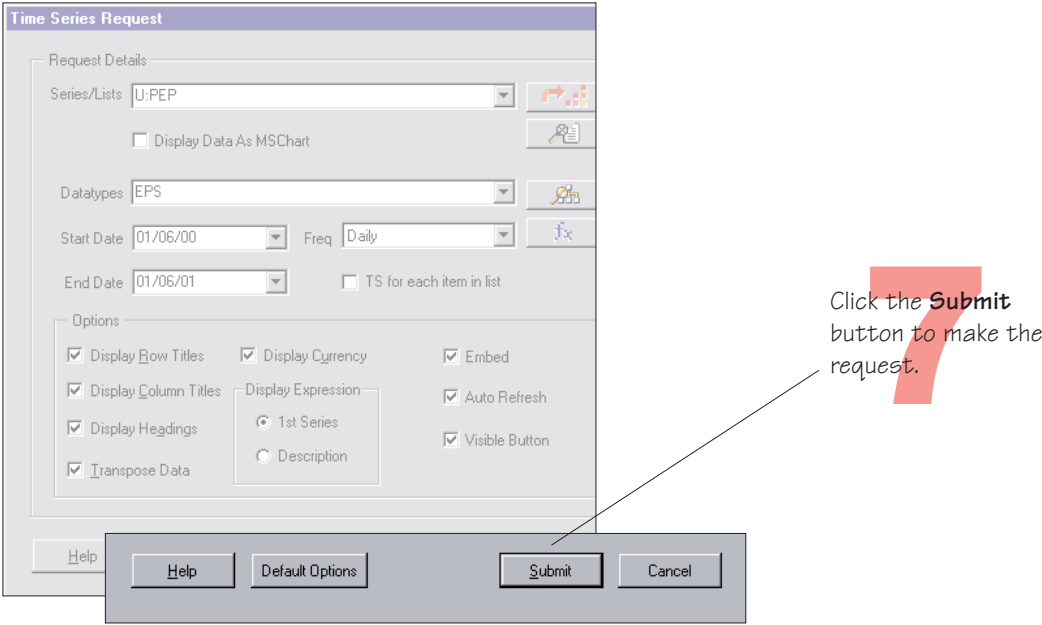 Time Series Request
Request Details
Series/Lists U:PEP
Display Data As MSChart
Datatypes EPS
Start Date 01/06/00 Freq Daily
fx
End Date 01/06/01 TS for each item in list
Options
Display Row Titles Display Currency Embed
Display Column Titles Display Expression Auto Refresh
Display Headings 1st Series Visible Button
Transpose Data Description
Help
Help Default Options Submit Cancel
7
Click the Submit
button to make the
request.